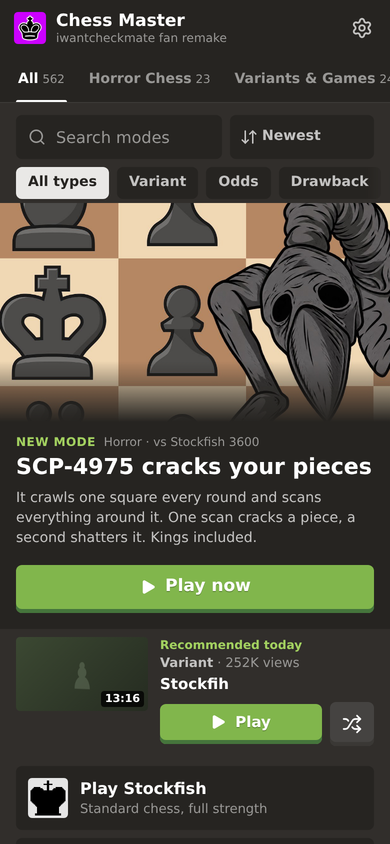 Chess Master
iwantcheckmate fan remake
All 562 Horror Chess 23 Variants & Games
Search modes
Newest
All types Variant Odds Drawback
NEW MODE Horror · vs Stockfish 3600
SCP-4975 cracks your pieces
It crawls one square every round and scans
everything around it. One scan cracks a piece, a
second shatters it. Kings included.
Play now
Recommended today
Variant · 252K views
Stockfih
13:16
Play
Play Stockfish
Standard chess, full strength